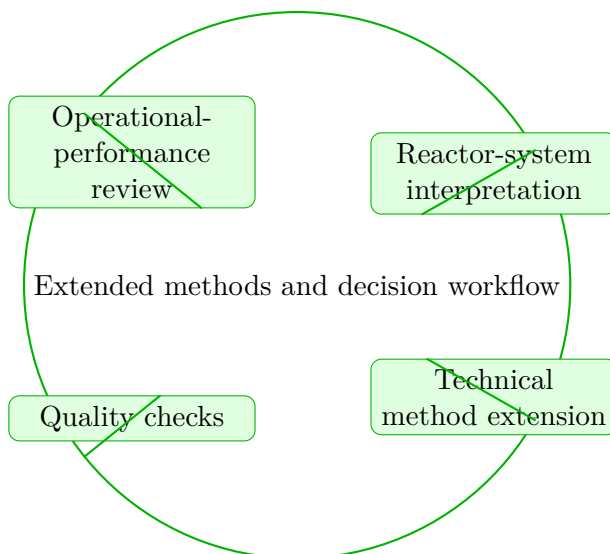 Operational-
performance
review
Reactor-system
interpretation
Extended methods and decision workflow
Technical
method extension
Quality checks